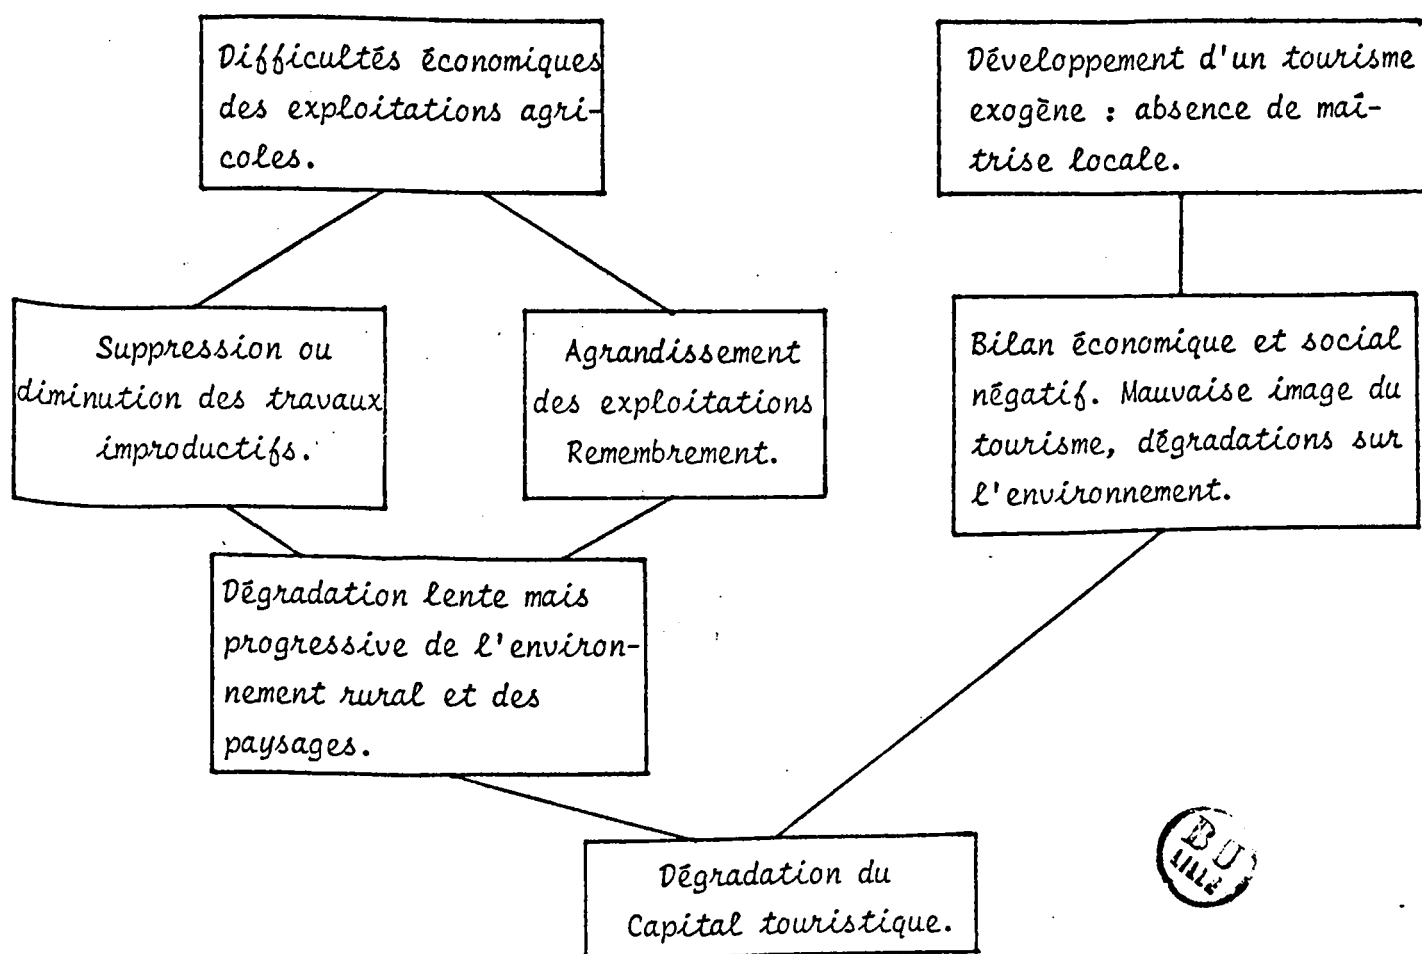 Difficultés économiques
des exploitations agri-
coles.
Développement d'un tourisme
exogène : absence de maî-
trise locale.
Suppression ou
diminution des travaux
improductifs.
Agrandissement
des exploitations
Remembrement.
Bilan économique et social
négatif. Mauvaise image du
tourisme, dégradations sur
l'environnement.
Dégradation lente mais
progressive de l'environ-
nement rural et des
paysages.
Dégradation du
Capital touristique.
BU
LILLE